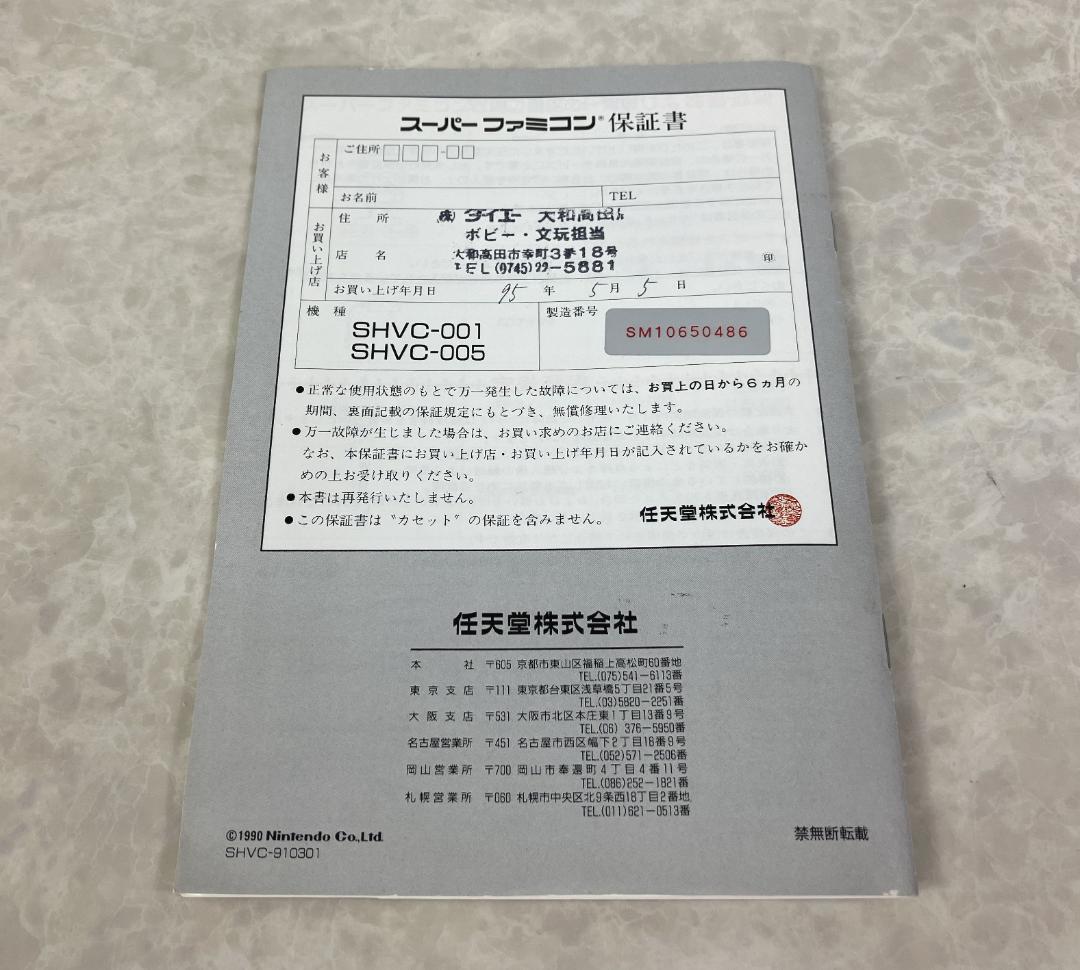 スーパーファミコン® 保証書
お客様
ご住所 □□□-□□
お名前 TEL
お買い上げ店
住所 (株)ダイエー 大和高田店
ホビー・文玩担当
店名 大和高田市幸町3番18号
TEL(0745)22-5881 印
お買い上げ年月日 95年 5月 5日
機種 製造番号
SHVC-001
SHVC-005
SM10650486
●正常な使用状態のもとで万一発生した故障については、お買上の日から6ヵ月の
期間、裏面記載の保証規定にもとづき、無償修理いたします。
●万一故障が生じました場合は、お買い求めのお店にご連絡ください。
なお、本保証書にお買い上げ店・お買い上げ年月日が記入されているかをお確か
めの上お受け取りください。
●本書は再発行いたしません。
●この保証書は〝カセット〞の保証を含みません。
任天堂株式会社
任天堂株式会社
本社 〒605 京都市東山区福稲上高松町60番地
TEL.(075)541-6113番
東京支店 〒111 東京都台東区浅草橋5丁目21番5号
TEL.(03)5820-2251番
大阪支店 〒531 大阪市北区本庄東1丁目13番9号
TEL.(06) 376-5950番
名古屋営業所 〒451 名古屋市西区幅下2丁目18番9号
TEL.(052)571-2506番
岡山営業所 〒700 岡山市奉還町4丁目4番11号
TEL.(086)252-1821番
札幌営業所 〒060 札幌市中央区北9条西18丁目2番地
TEL.(011)621-0513番
©1990 Nintendo Co.,Ltd.
SHVC-910301
禁無断転載